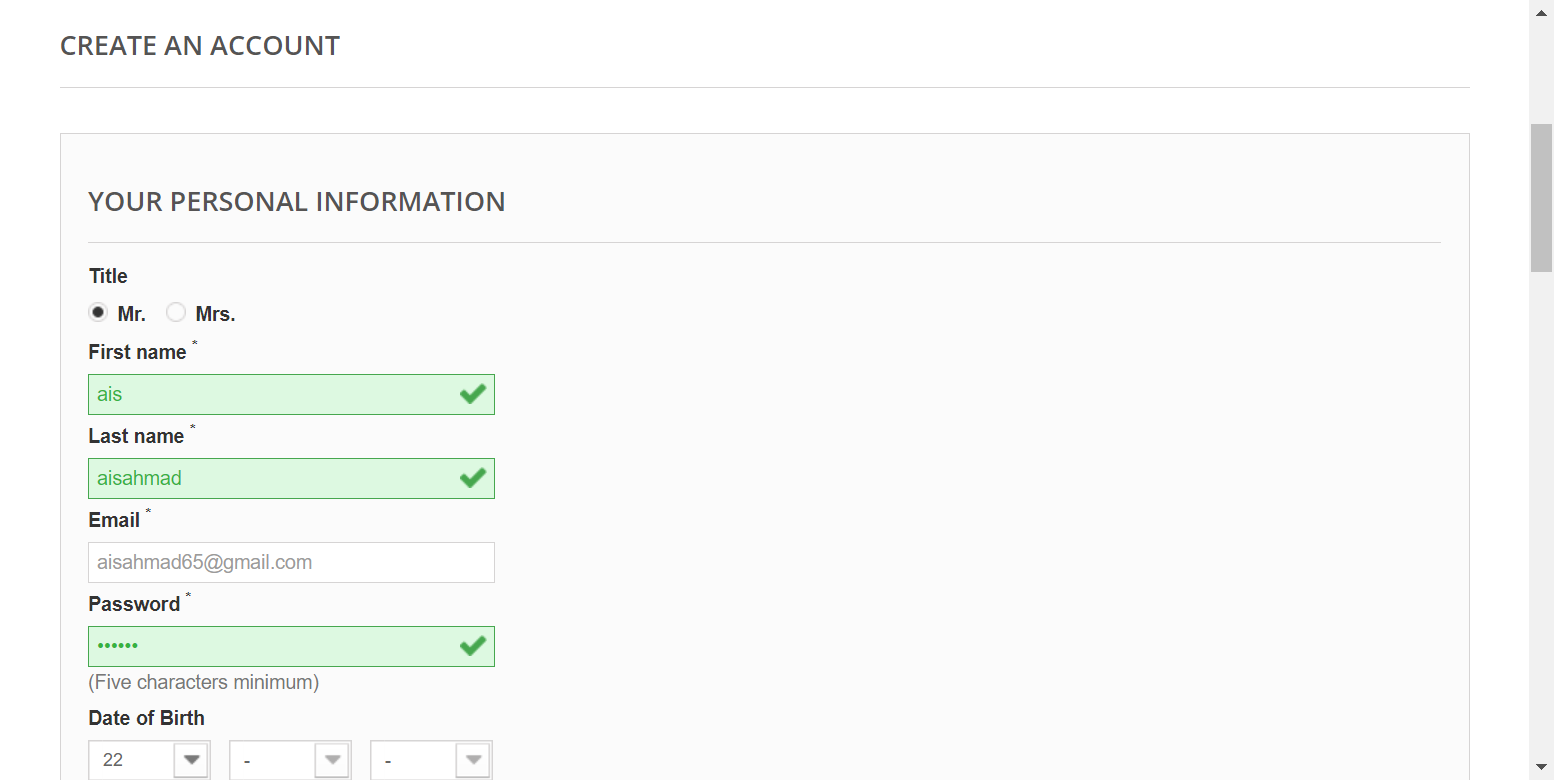 CREATE AN ACCOUNT
YOUR PERSONAL INFORMATION
Title
Mr. Mrs.
First name *
ais
Last name *
aisahmad
Email *
aisahmad65@gmail.com
Password *
••••••
(Five characters minimum)
Date of Birth
22 - -